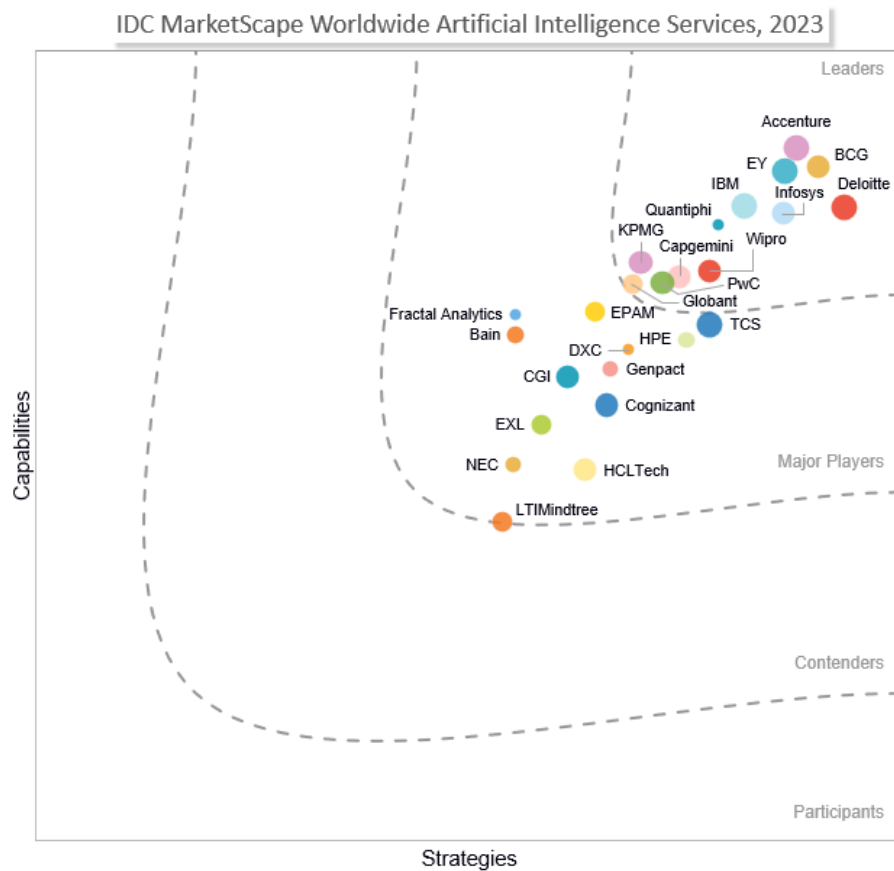 IDC MarketScape Worldwide Artificial Intelligence Services, 2023
Leaders
Accenture
EY
BCG
IBM
Infosys
Deloitte
Quantiphi
KPMG
Capgemini
Wipro
PwC
Globant
Fractal Analytics
EPAM
TCS
Bain
HPE
DXC
CGI
Genpact
Cognizant
EXL
Major Players
NEC
HCLTech
LTIMindtree
Contenders
Participants
Capabilities
Strategies